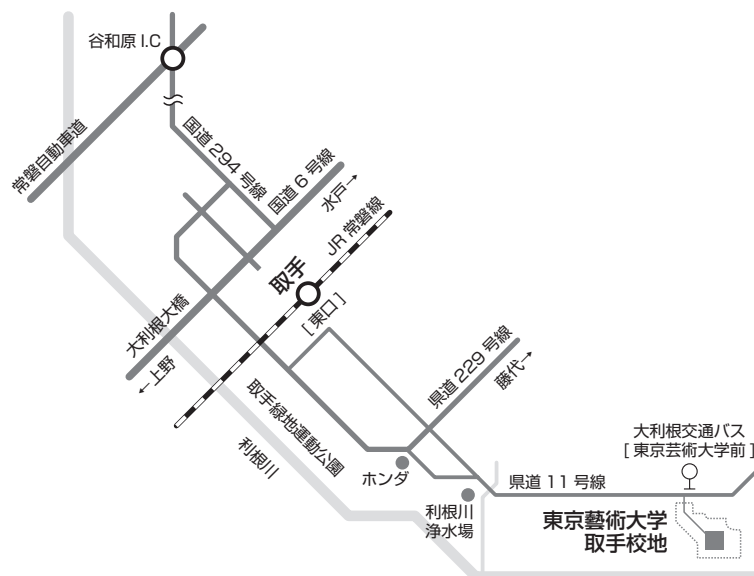 谷和原 I.C
常磐自動車道
国道 294 号線
国道 6 号線
水戸→
JR 常磐線
取手
[ 東口 ]
大利根大橋
←上野
県道 229 号線
藤代→
取手緑地運動公園
利根川
ホンダ
利根川
浄水場
県道 11 号線
大利根交通バス
[ 東京芸術大学前 ]
東京藝術大学
取手校地